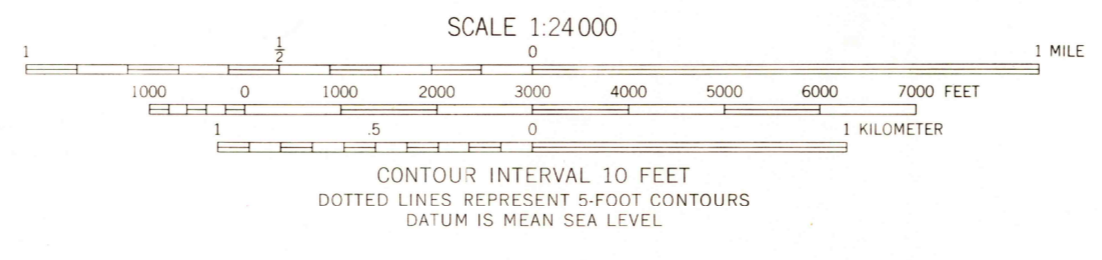 SCALE 1:24 000
1 1/2 0 1 MILE
1000 0 1000 2000 3000 4000 5000 6000 7000 FEET
1 .5 0 1 KILOMETER
CONTOUR INTERVAL 10 FEET
DOTTED LINES REPRESENT 5-FOOT CONTOURS
DATUM IS MEAN SEA LEVEL